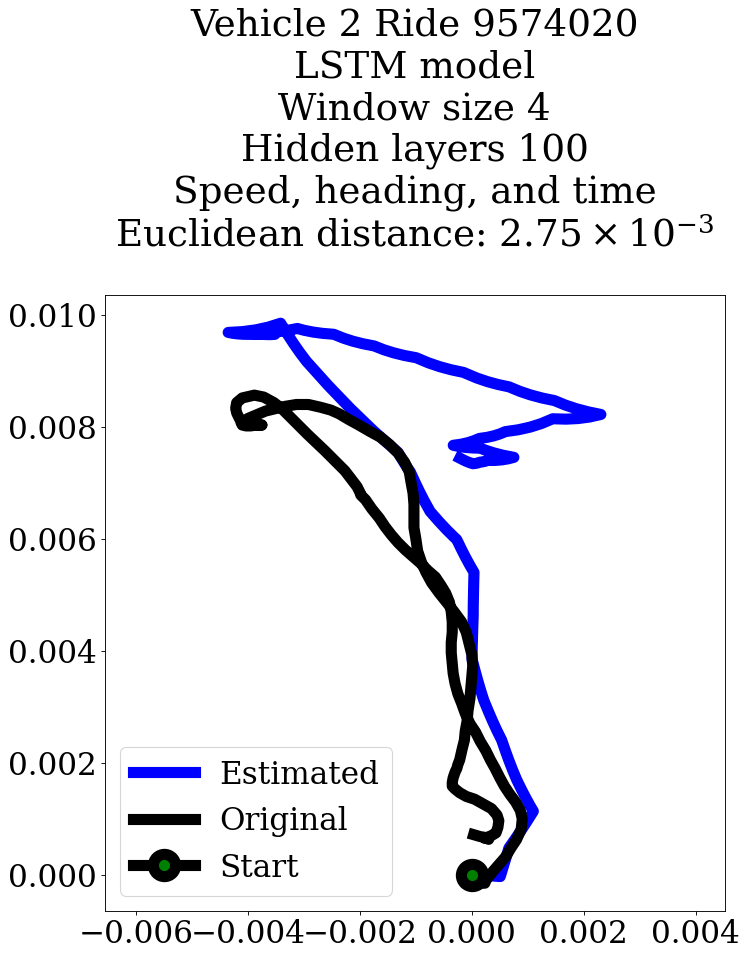 Vehicle 2 Ride 9574020
LSTM model
Window size 4
Hidden layers 100
Speed, heading, and time
Euclidean distance: 2.75 × 10⁻³
0.010
0.008
0.006
0.004
0.002
0.000
Estimated
Original
Start
−0.006 −0.004 −0.002 0.000 0.002 0.004